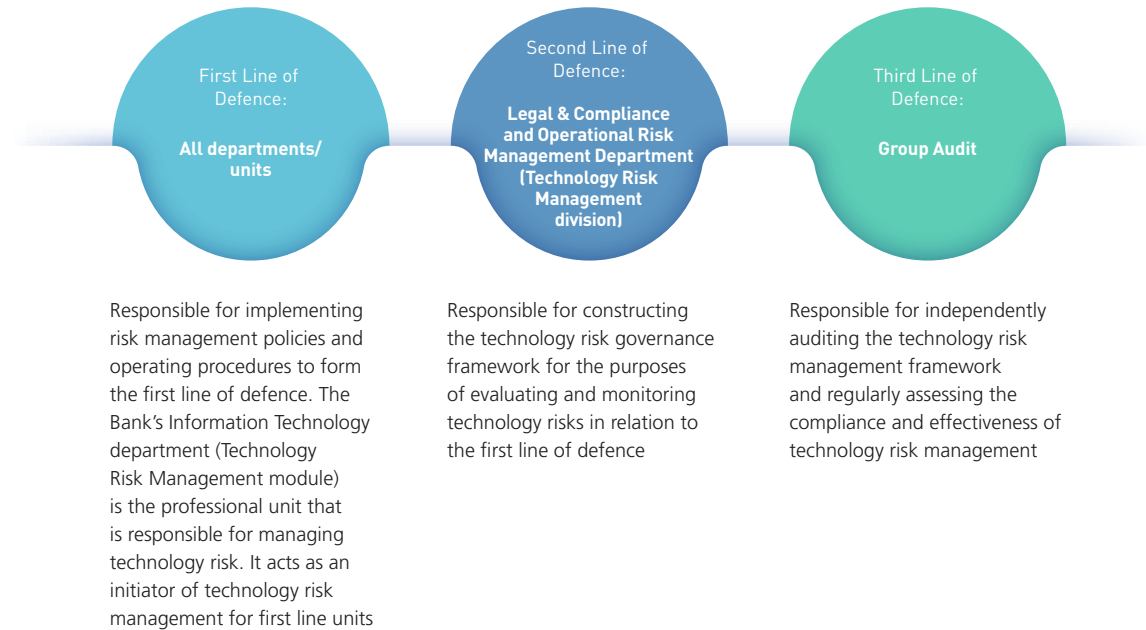 First Line of
Defence:
All departments/
units
Second Line of
Defence:
Legal & Compliance
and Operational Risk
Management Department
(Technology Risk
Management
division)
Third Line of
Defence:
Group Audit
Responsible for implementing
risk management policies and
operating procedures to form
the first line of defence. The
Bank’s Information Technology
department (Technology
Risk Management module)
is the professional unit that
is responsible for managing
technology risk. It acts as an
initiator of technology risk
management for first line units
Responsible for constructing
the technology risk governance
framework for the purposes
of evaluating and monitoring
technology risks in relation to
the first line of defence
Responsible for independently
auditing the technology risk
management framework
and regularly assessing the
compliance and effectiveness of
technology risk management